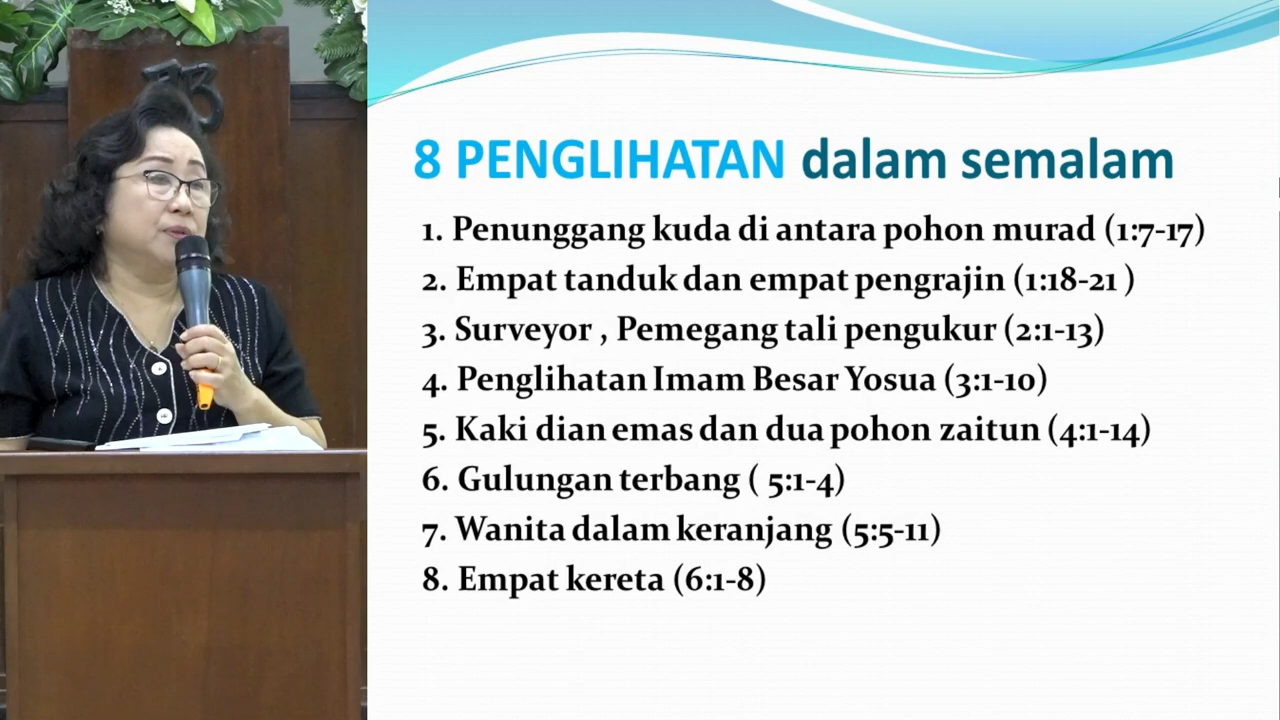 8 PENGLIHATAN dalam semalam
1. Penunggang kuda di antara pohon murad (1:7-17)
2. Empat tanduk dan empat pengrajin (1:18-21 )
3. Surveyor , Pemegang tali pengukur (2:1-13)
4. Penglihatan Imam Besar Yosua (3:1-10)
5. Kaki dian emas dan dua pohon zaitun (4:1-14)
6. Gulungan terbang ( 5:1-4)
7. Wanita dalam keranjang (5:5-11)
8. Empat kereta (6:1-8)